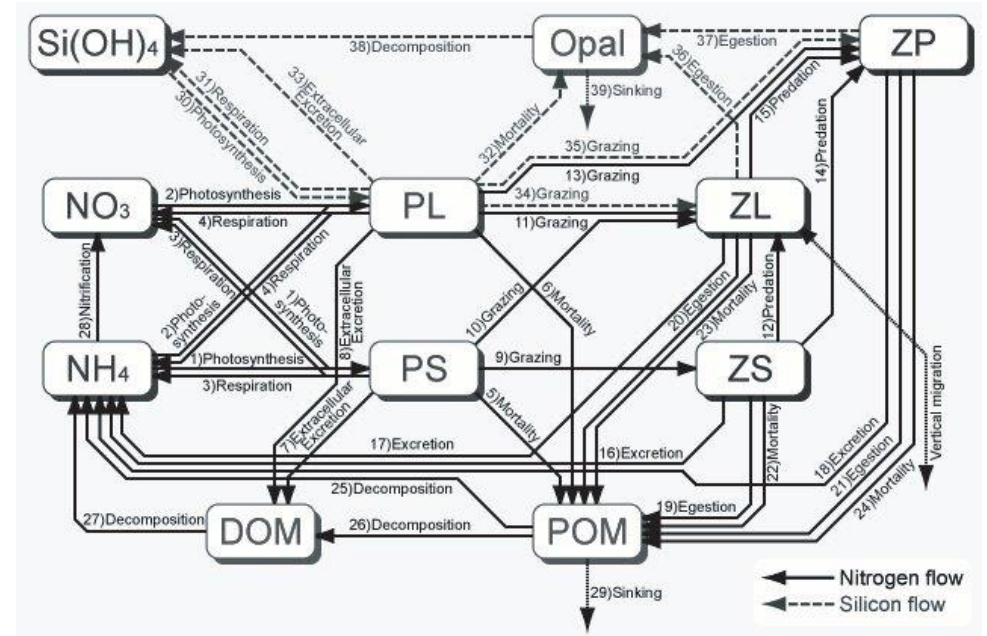 Si(OH)4
Opal
ZP
38)Decomposition
37)Egestion
36)Egestion
39)Sinking
15)Predation
33)Extracellular
Excretion
31)Respiration
30)Photosynthesis
32)Mortality
35)Grazing
13)Grazing
14)Predation
NO3
PL
ZL
2)Photosynthesis
4)Respiration
34)Grazing
11)Grazing
3)Respiration
4)Respiration
28)Nitrification
2)Photo-
synthesis
1)Photo-
synthesis
8)Extracellular
Excretion
6)Mortality
10)Grazing
20)Egestion
23)Mortality
12)Predation
NH4
PS
ZS
1)Photosynthesis
3)Respiration
9)Grazing
Vertical migration
7)Extracellular
Excretion
5)Mortality
17)Excretion
16)Excretion
22)Mortality
18)Excretion
21)Egestion
24)Mortality
25)Decomposition
19)Egestion
27)Decomposition
DOM
26)Decomposition
POM
29)Sinking
Nitrogen flow
Silicon flow